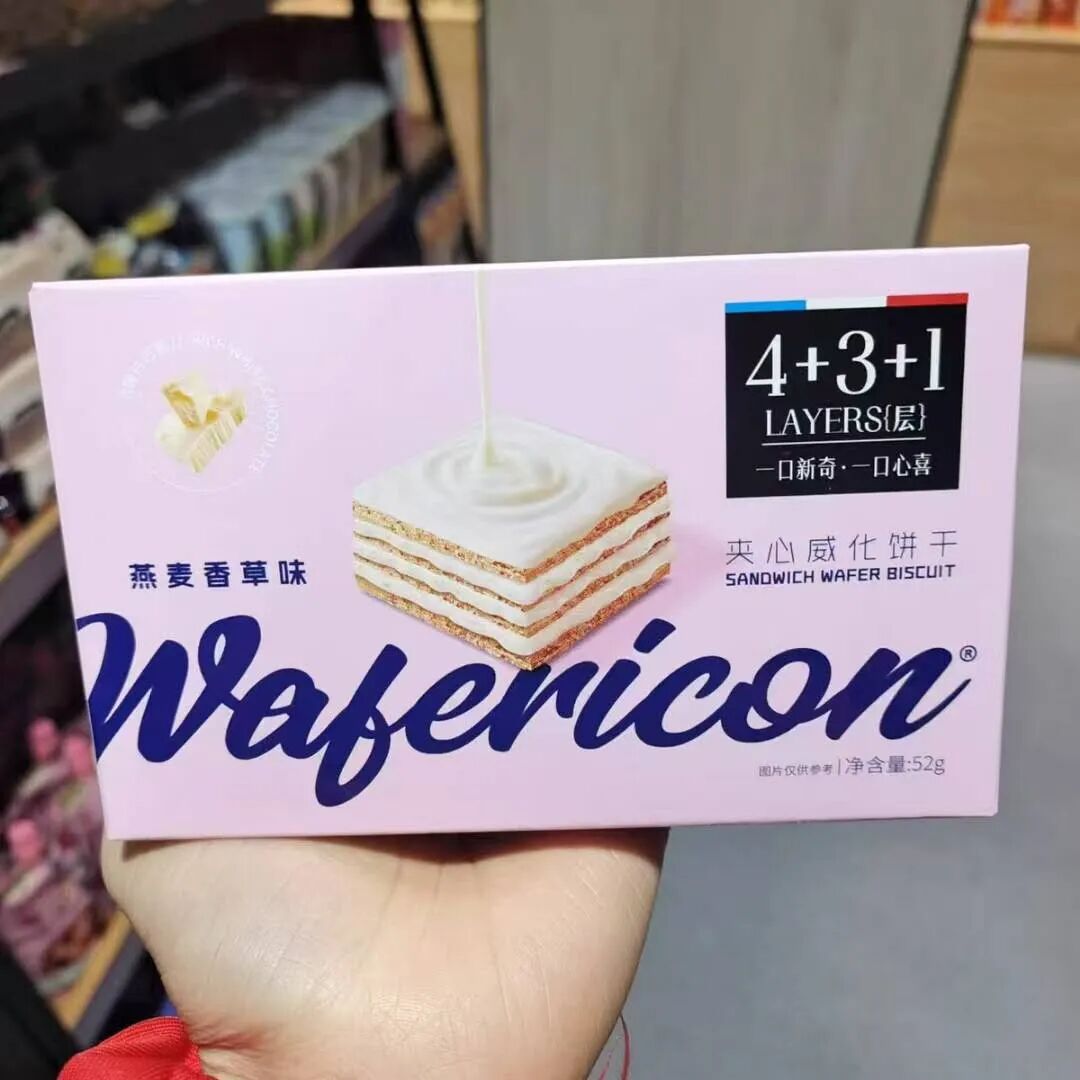 4+3+1
LAYERS{层}
一口新奇·一口心喜
夹心威化饼干
SANDWICH WAFER BISCUIT
燕麦香草味
Wafericon®
图片仅供参考|净含量:52g